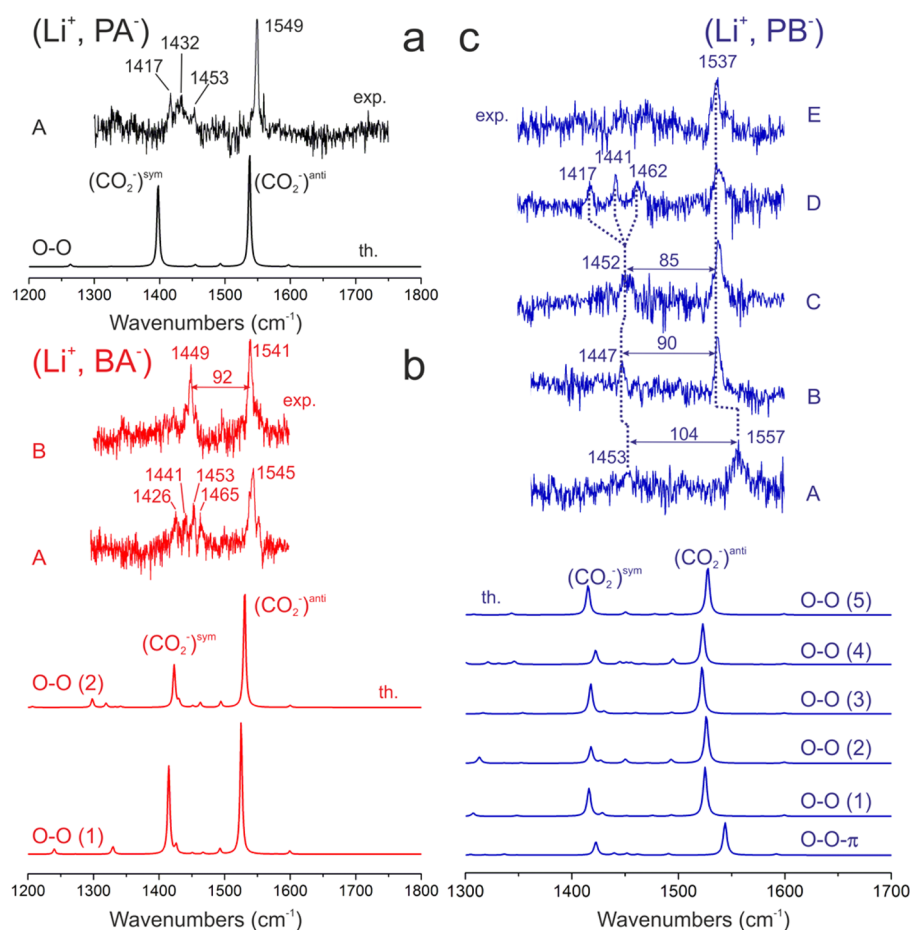 (Li⁺, PA⁻)
a
1549
1432
1417
1453
exp.
A
(CO₂⁻)ˢʸᵐ
(CO₂⁻)ᵃⁿᵗⁱ
O-O
th.
1200 1300 1400 1500 1600 1700 1800
Wavenumbers (cm⁻¹)
(Li⁺, BA⁻)
b
1449
1541
92
exp.
B
1441
1453
1545
1426
1465
A
(CO₂⁻)ᵃⁿᵗⁱ
(CO₂⁻)ˢʸᵐ
O-O (2)
th.
O-O (1)
1200 1300 1400 1500 1600 1700 1800
Wavenumbers (cm⁻¹)
c
(Li⁺, PB⁻)
1537
exp.
E
1441
1417
1462
D
1452
85
C
1447
90
B
104
1557
1453
A
(CO₂⁻)ˢʸᵐ
(CO₂⁻)ᵃⁿᵗⁱ
th.
O-O (5)
O-O (4)
O-O (3)
O-O (2)
O-O (1)
O-O-π
1300 1400 1500 1600 1700
Wavenumbers (cm⁻¹)